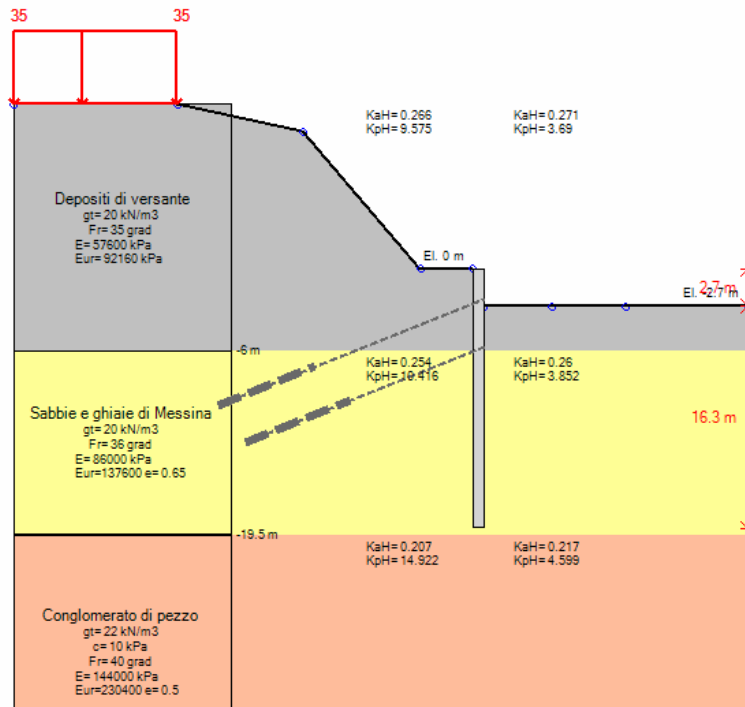 35
35
KaH= 0.266
KpH= 9.575
KaH= 0.271
KpH= 3.69
Depositi di versante
gt= 20 kN/m3
Fr= 35 grad
E= 57600 kPa
Eur= 92160 kPa
El. 0 m
El. -2.7 m
2.7 m
-6 m
KaH= 0.254
KpH= 10.416
KaH= 0.26
KpH= 3.852
Sabbie e ghiaie di Messina
gt= 20 kN/m3
Fr= 36 grad
E= 86000 kPa
Eur=137600 e= 0.65
16.3 m
-19.5 m
KaH= 0.207
KpH= 14.922
KaH= 0.217
KpH= 4.599
Conglomerato di pezzo
gt= 22 kN/m3
c= 10 kPa
Fr= 40 grad
E= 144000 kPa
Eur=230400 e= 0.5